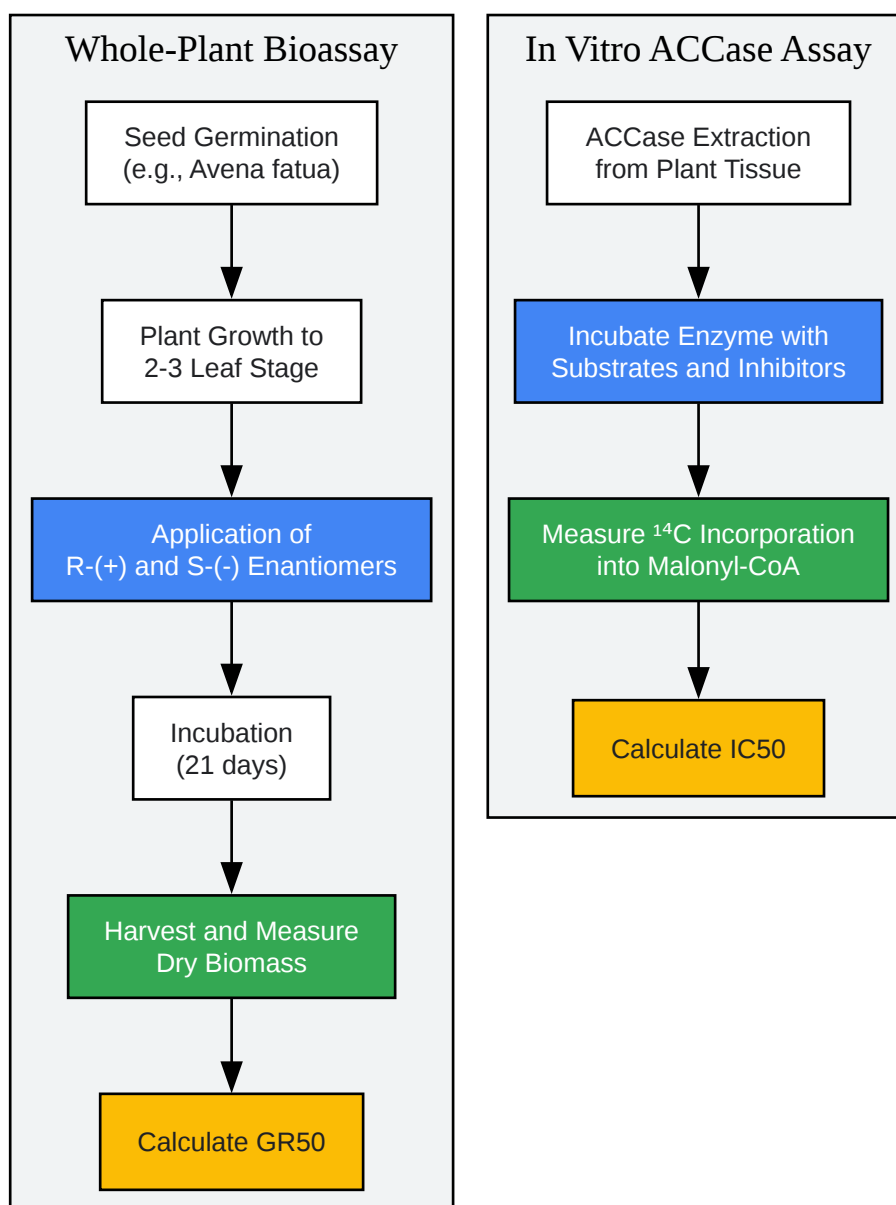 Whole-Plant Bioassay
Seed Germination
(e.g., Avena fatua)
Plant Growth to
2-3 Leaf Stage
Application of
R-(+) and S-(-) Enantiomers
Incubation
(21 days)
Harvest and Measure
Dry Biomass
Calculate GR50
In Vitro ACCase Assay
ACCase Extraction
from Plant Tissue
Incubate Enzyme with
Substrates and Inhibitors
Measure ¹⁴C Incorporation
into Malonyl-CoA
Calculate IC50